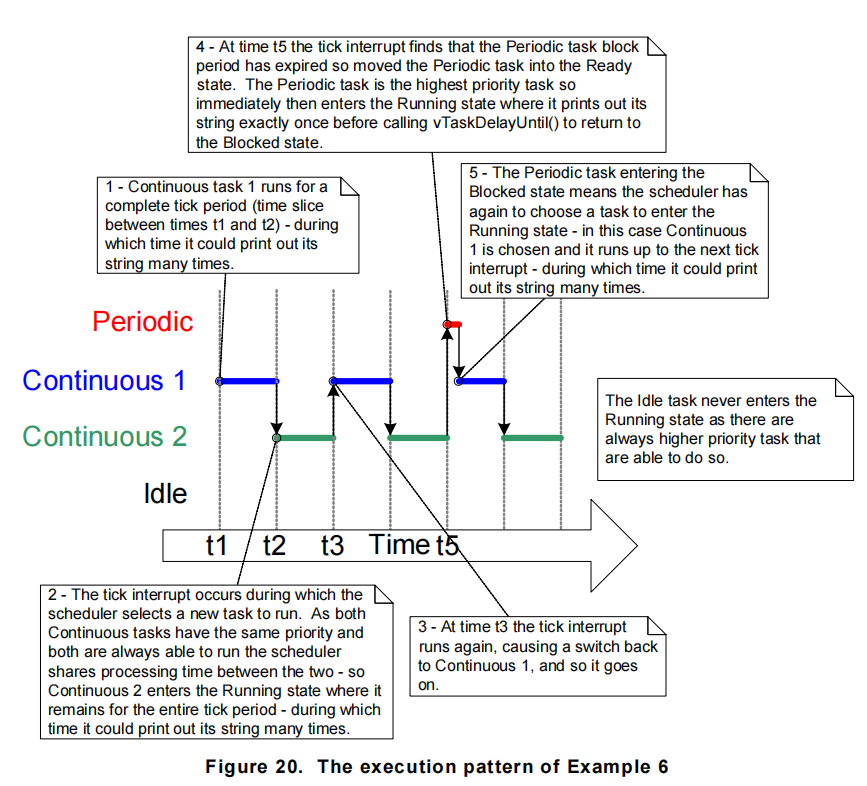 4 - At time t5 the tick interrupt finds that the Periodic task block
period has expired so moved the Periodic task into the Ready
state.  The Periodic task is the highest priority task so
immediately then enters the Running state where it prints out its
string exactly once before calling vTaskDelayUntil() to return to
the Blocked state.
1 - Continuous task 1 runs for a
complete tick period (time slice
between times t1 and t2) - during
which time it could print out its
string many times.
5 - The Periodic task entering the
Blocked state means the scheduler has
again to choose a task to enter the
Running state - in this case Continuous
1 is chosen and it runs up to the next tick
interrupt - during which time it could print
out its string many times.
Periodic
Continuous 1
Continuous 2
Idle
The Idle task never enters the
Running state as there are
always higher priority task that
are able to do so.
t1 t2 t3 Time t5
2 - The tick interrupt occurs during which the
scheduler selects a new task to run.  As both
Continuous tasks have the same priority and
both are always able to run the scheduler
shares processing time between the two - so
Continuous 2 enters the Running state where it
remains for the entire tick period - during which
time it could print out its string many times.
3 - At time t3 the tick interrupt
runs again, causing a switch back
to Continuous 1, and so it goes
on.
Figure 20.  The execution pattern of Example 6